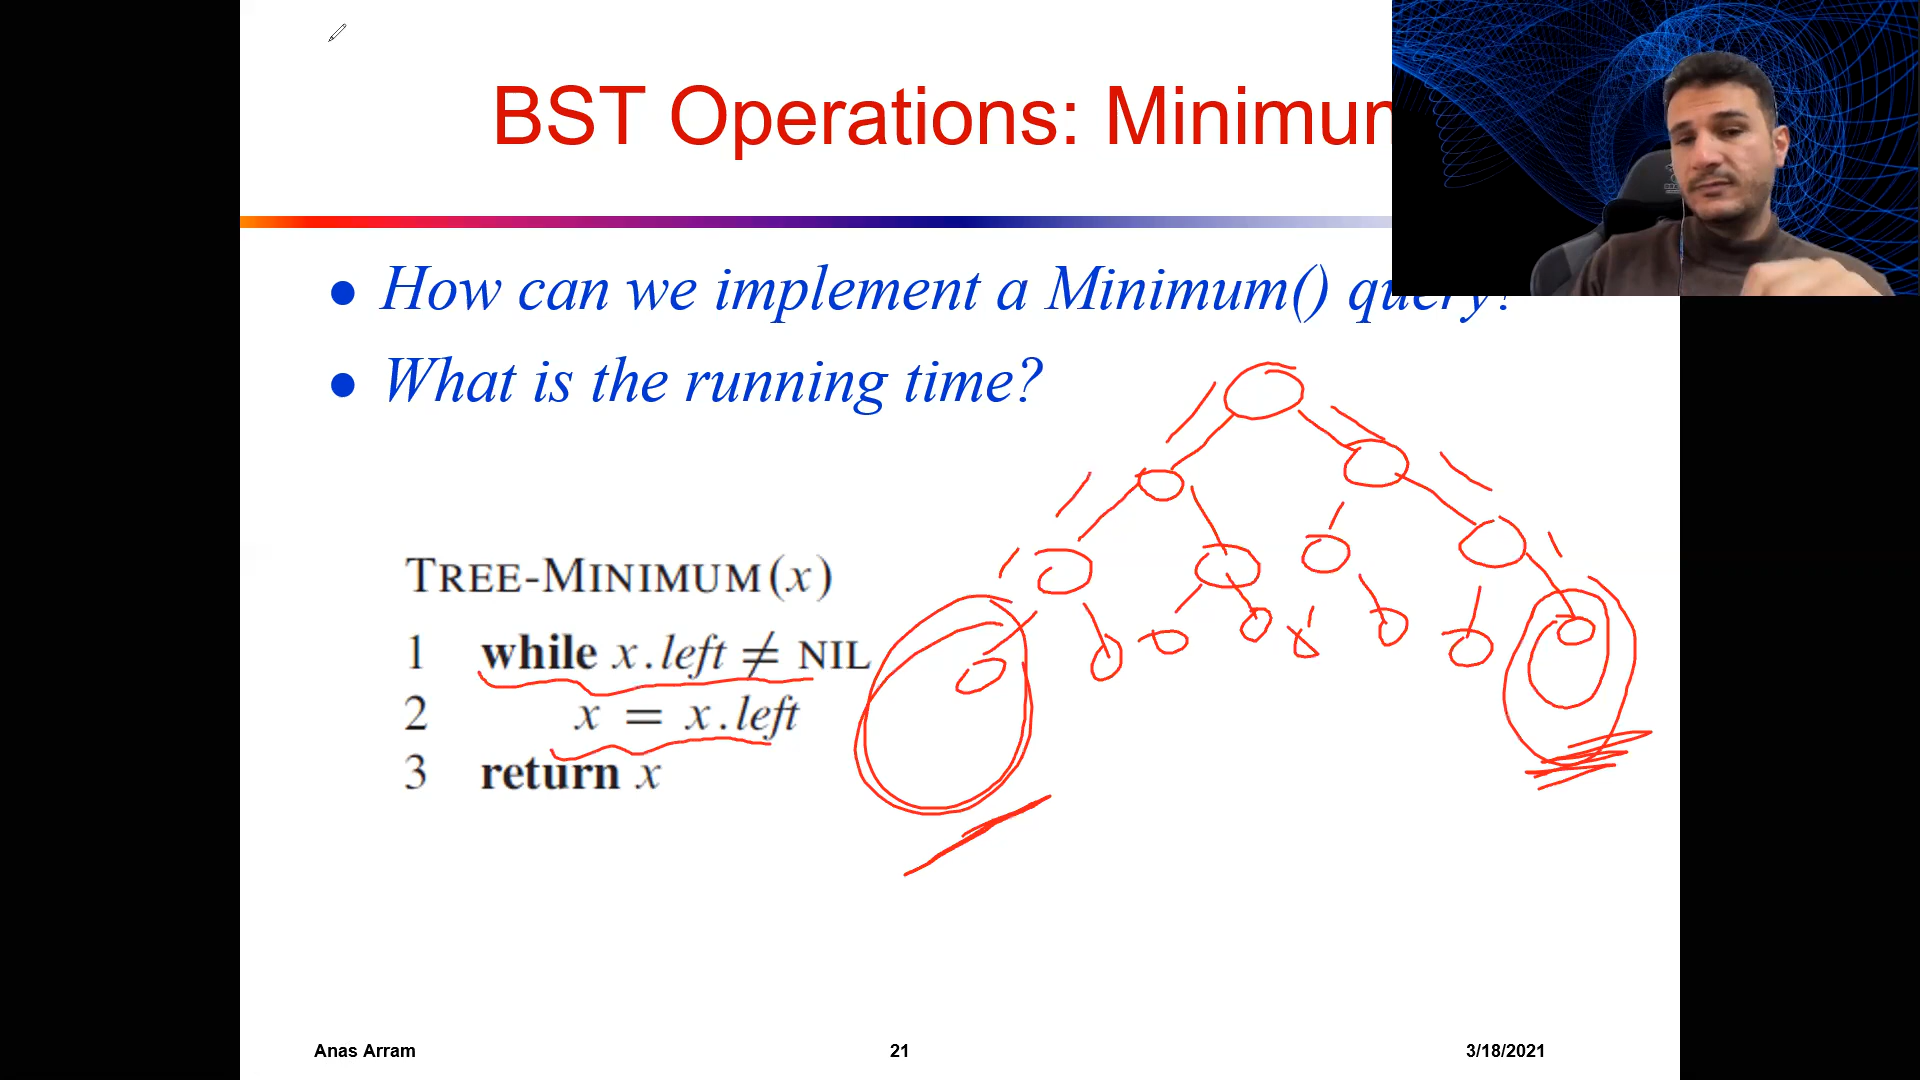 BST Operations: Minimum
• How can we implement a Minimum() query?
• What is the running time?
TREE-MINIMUM(x)
1 while x.left ≠ NIL
2 x = x.left
3 return x
Anas Arram 21 3/18/2021